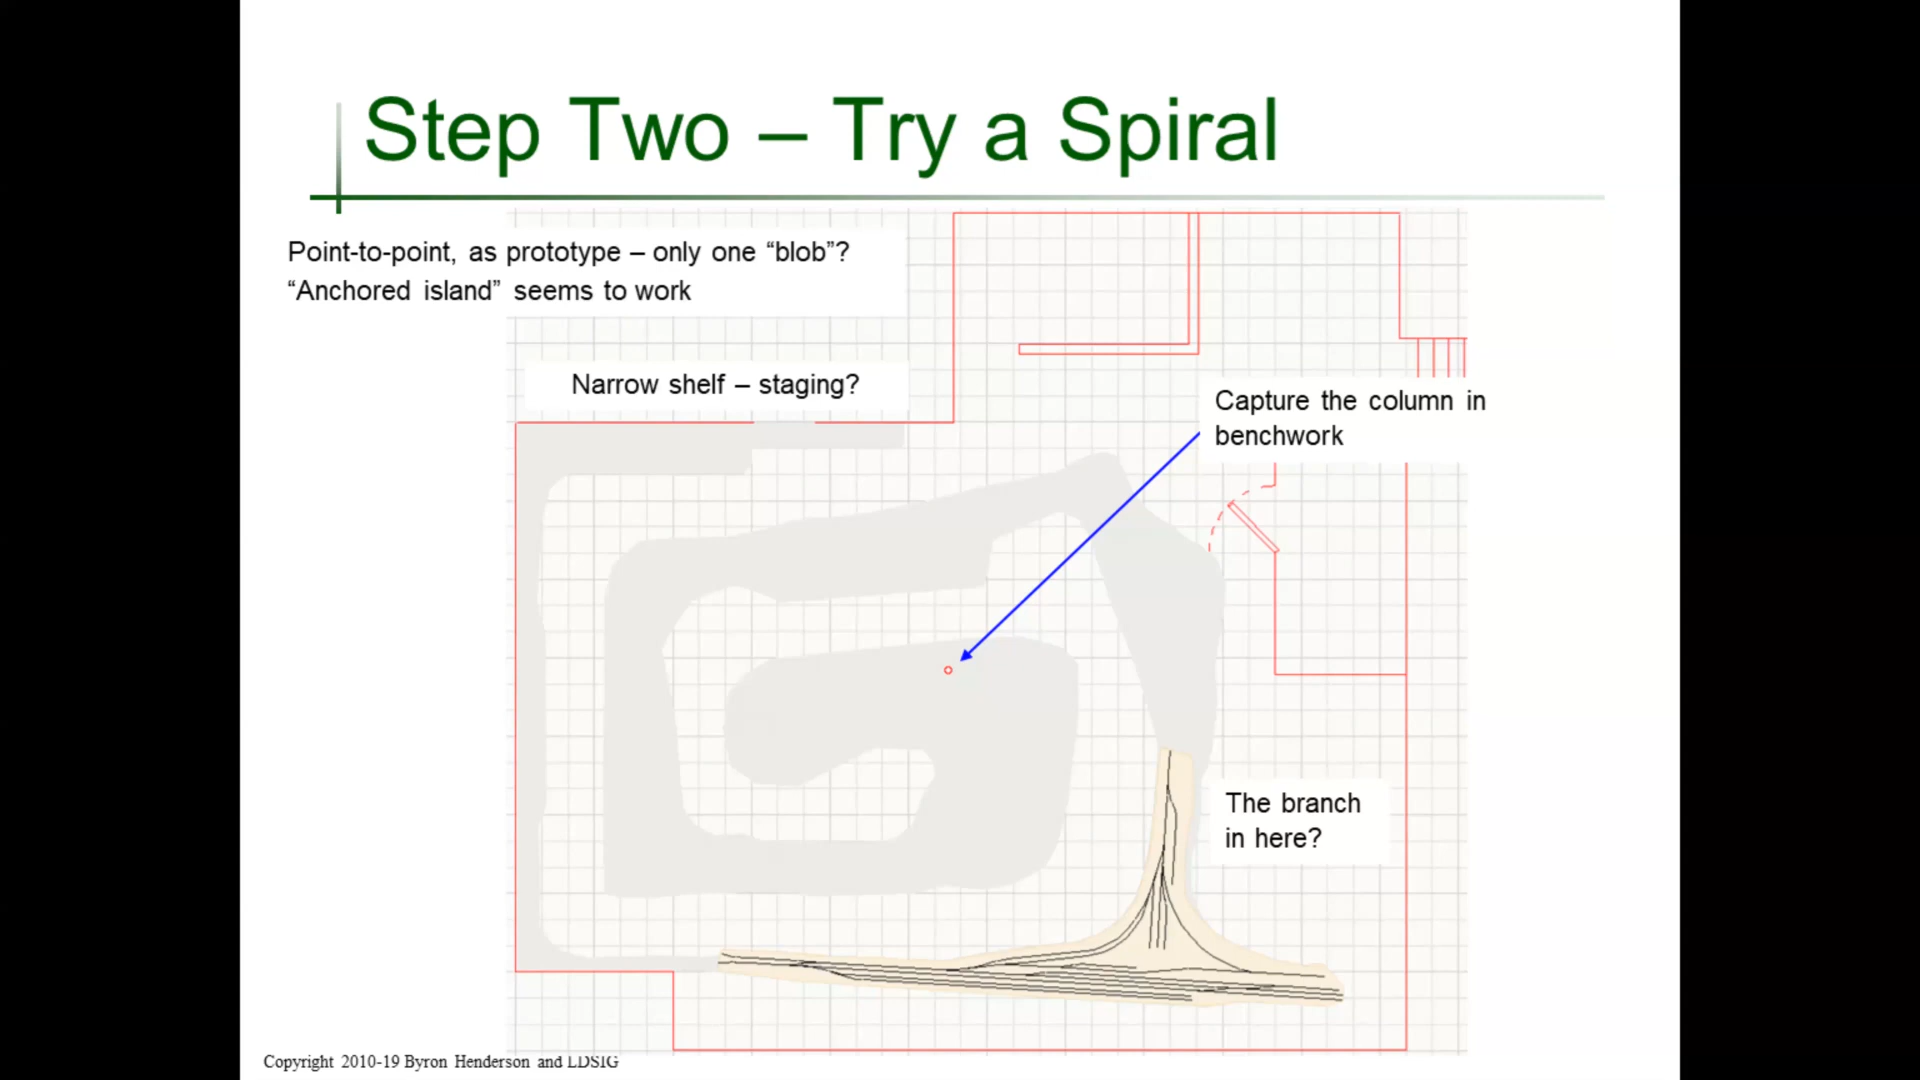 Step Two – Try a Spiral
Point-to-point, as prototype – only one “blob”?
“Anchored island” seems to work
Narrow shelf – staging?
Capture the column in
benchwork
The branch
in here?
Copyright 2010-19 Byron Henderson and LDSIG